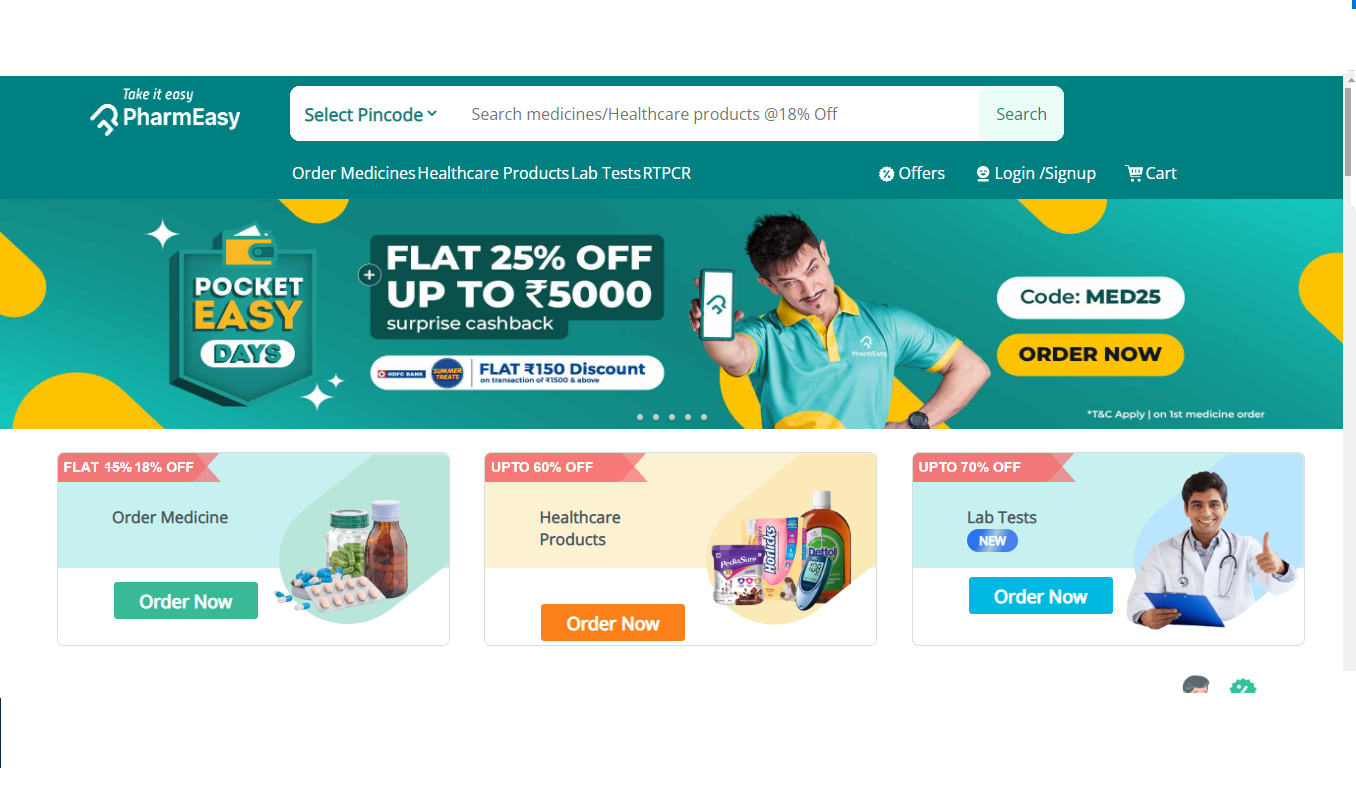 Take it easy
PharmEasy
Select Pincode
Search medicines/Healthcare products @18% Off
Search
Order Medicines Healthcare Products Lab Tests RTPCR
Offers
Login /Signup
Cart
POCKET
EASY
DAYS
+
FLAT 25% OFF
UP TO ₹5000
surprise cashback
HDFC BANK
SUMMER
TREATS
FLAT ₹150 Discount
on transaction of ₹1500 & above
PharmEasy
Code: MED25
ORDER NOW
*T&C Apply | on 1st medicine order
FLAT 15% 18% OFF
Order Medicine
Order Now
UPTO 60% OFF
Healthcare
Products
PediaSure
Horlicks
Dettol
108
Order Now
UPTO 70% OFF
Lab Tests
NEW
Order Now